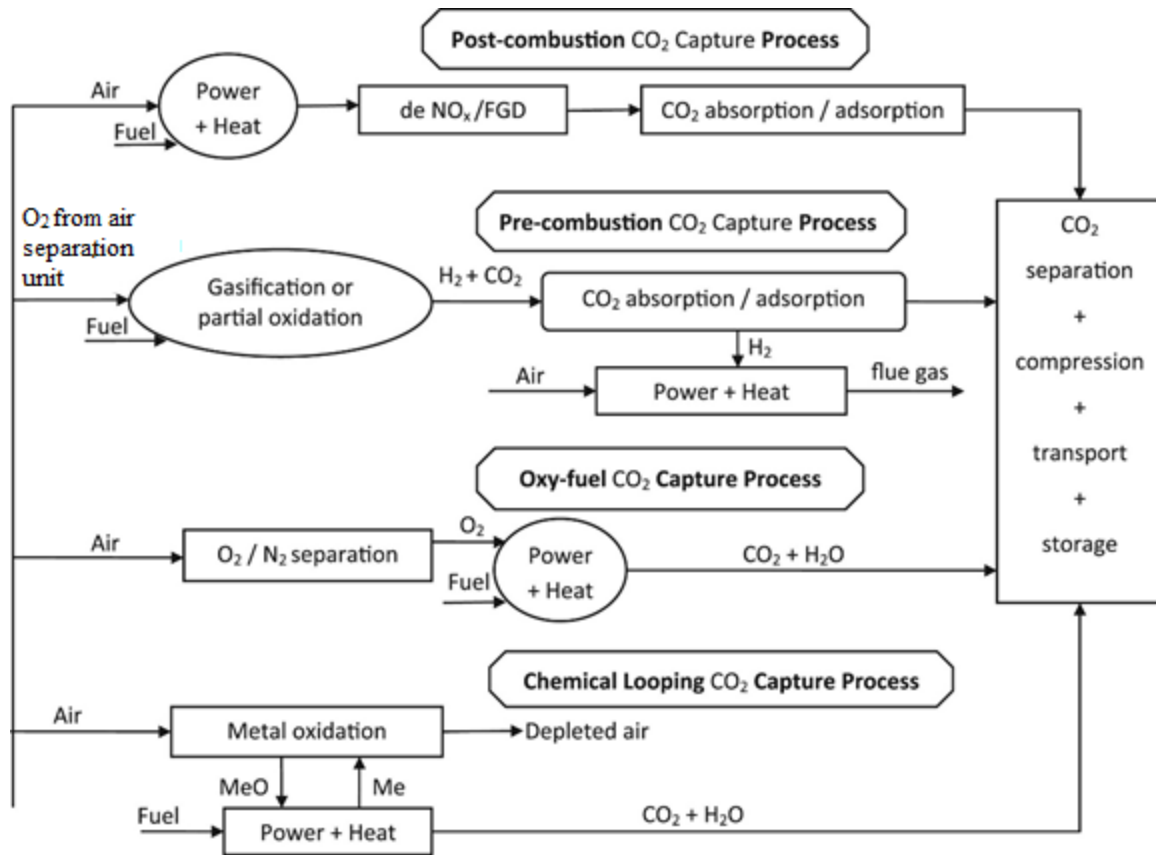 Post-combustion CO₂ Capture Process
Air
Fuel
Power
+ Heat
de NOₓ/FGD
CO₂ absorption / adsorption
O₂ from air
separation
unit
Pre-combustion CO₂ Capture Process
Fuel
Gasification or
partial oxidation
H₂ + CO₂
CO₂ absorption / adsorption
H₂
Air
Power + Heat
flue gas
Oxy-fuel CO₂ Capture Process
Air
O₂ / N₂ separation
O₂
Fuel
Power
+ Heat
CO₂ + H₂O
Chemical Looping CO₂ Capture Process
Air
Metal oxidation
Depleted air
MeO
Me
Fuel
Power + Heat
CO₂ + H₂O
CO₂
separation
+
compression
+
transport
+
storage